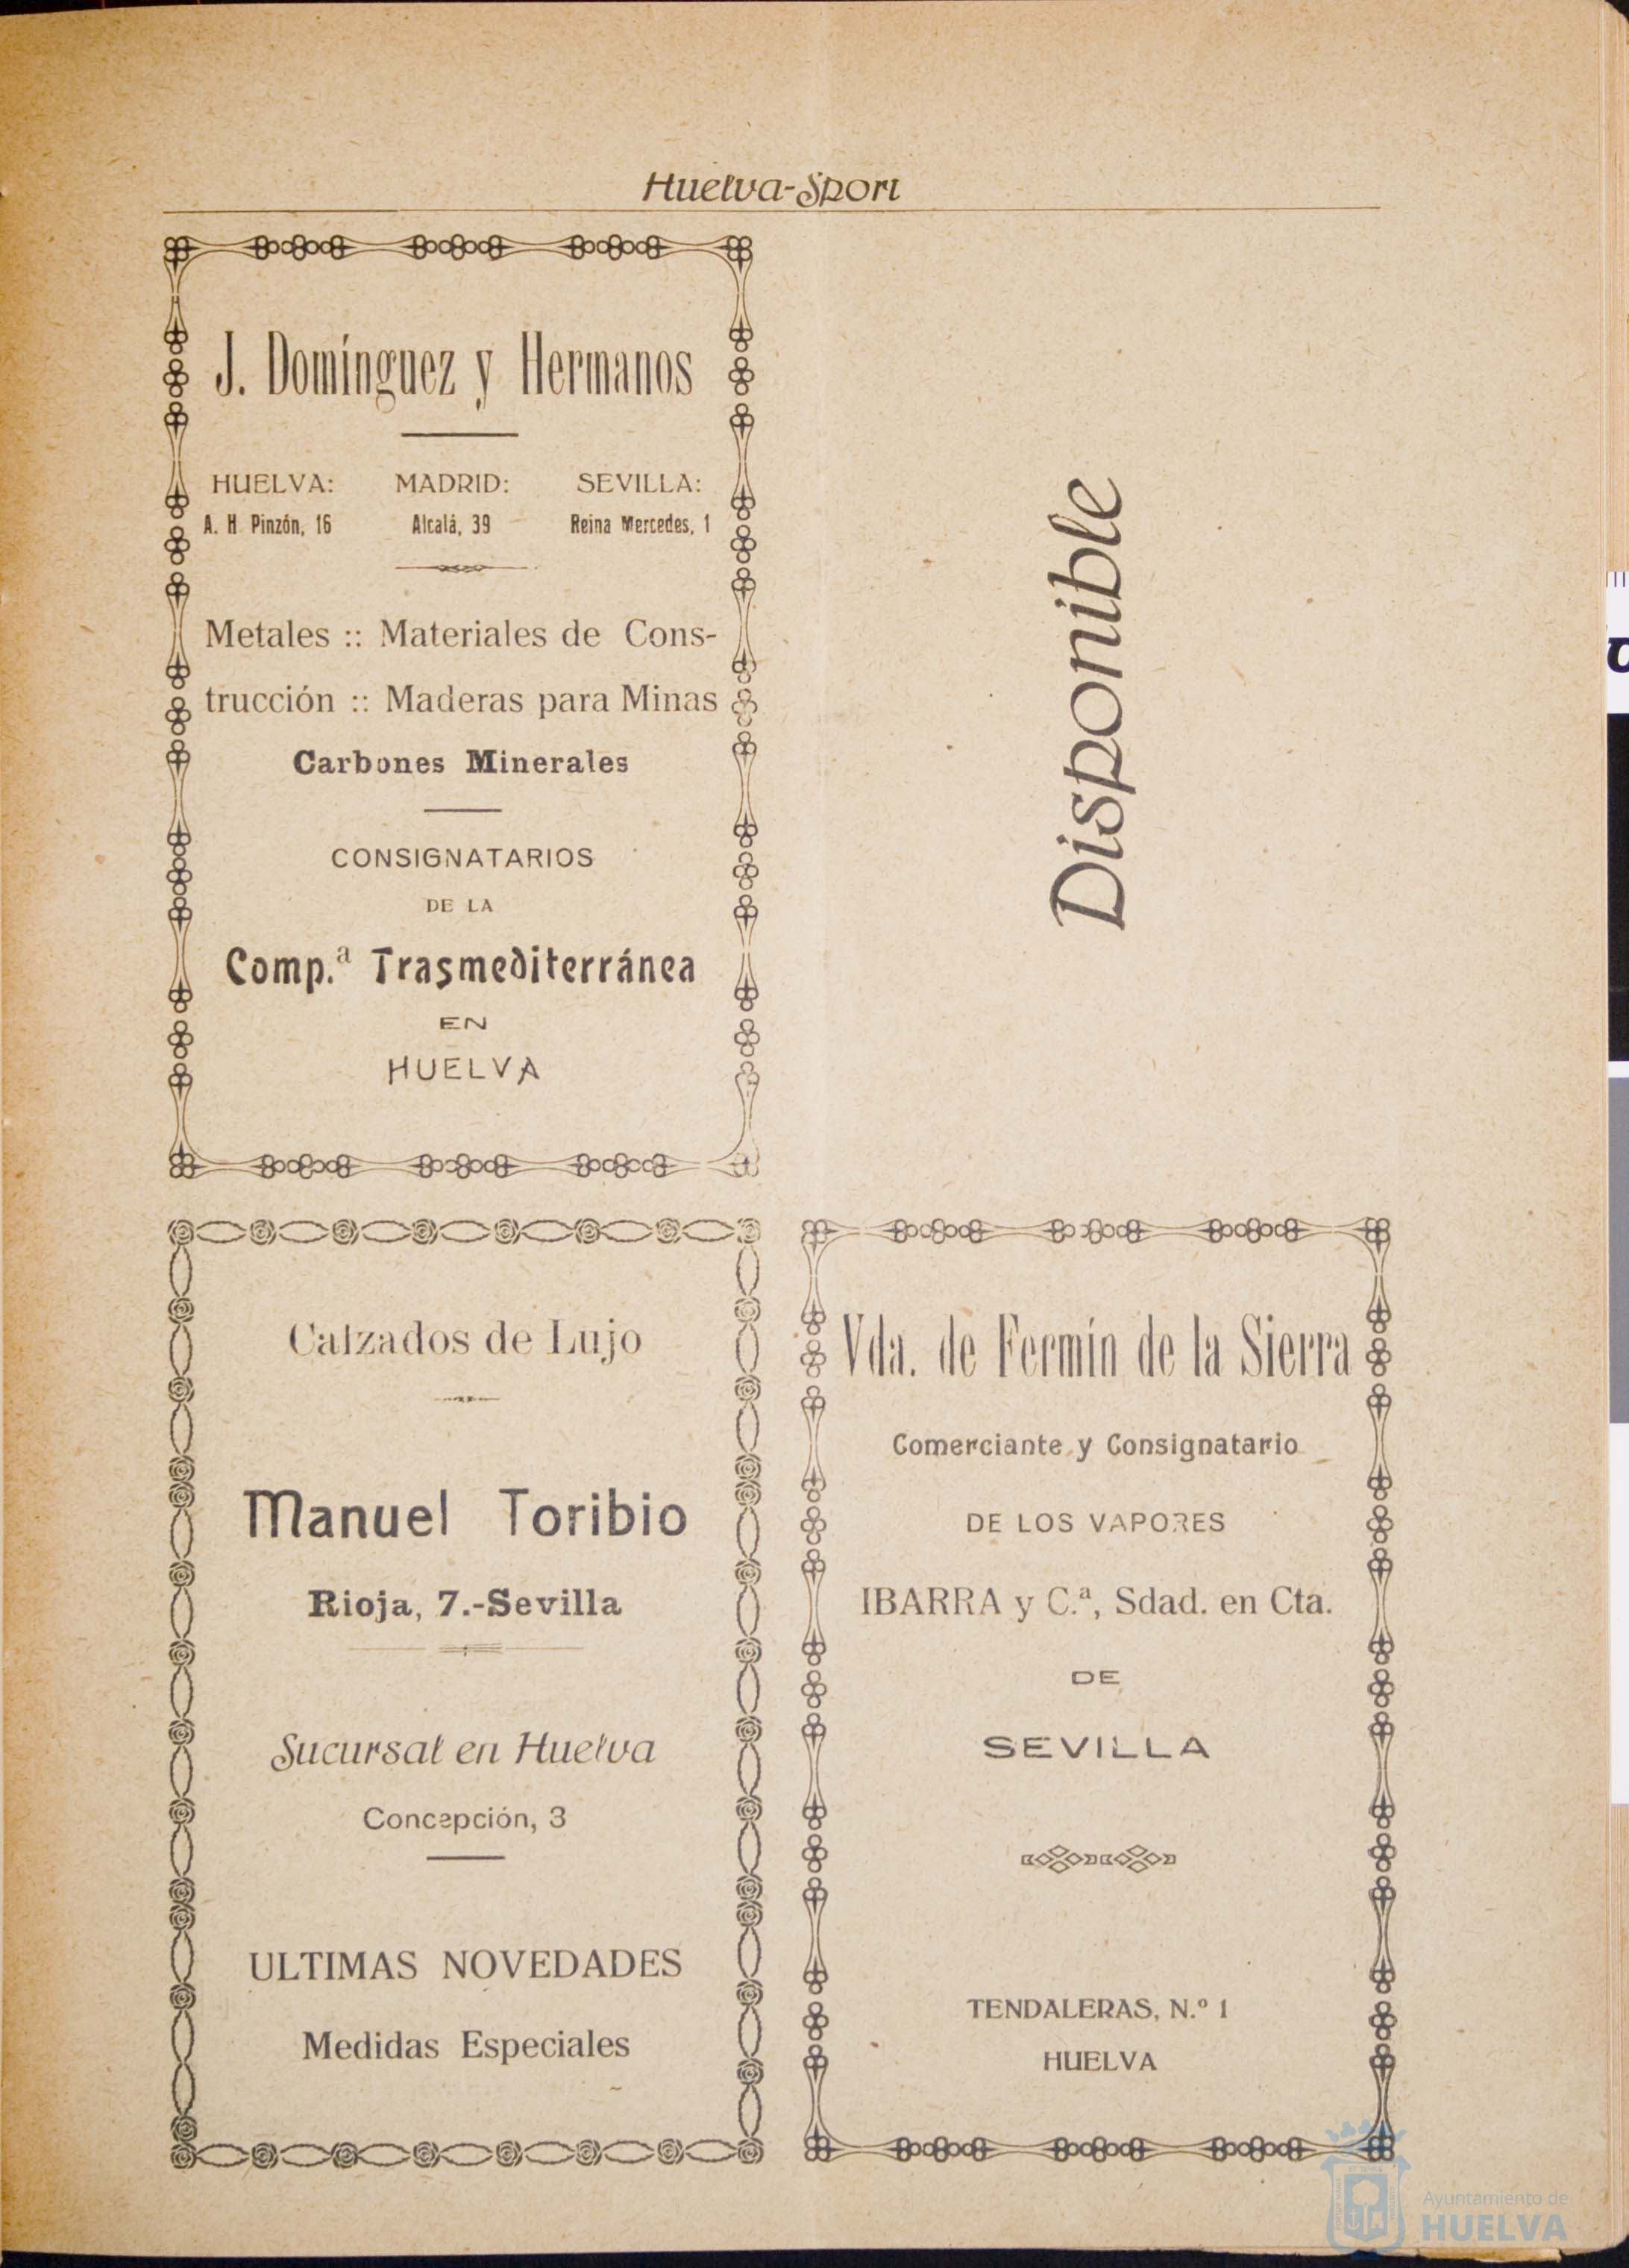 Huelva-Sport
J. Domínguez y Hermanos
HUELVA: MADRID: SEVILLA:
A. H Pinzón, 16 Alcalá, 39 Reina Mercedes, 1
Metales :: Materiales de Cons-
trucción :: Maderas para Minas
Carbones Minerales
CONSIGNATARIOS
DE LA
Comp.ª Trasmediterránea
EN
HUELVA
Disponible
Calzados de Lujo
Manuel Toribio
Rioja, 7.-Sevilla
Sucursal en Huelva
Concepción, 3
ULTIMAS NOVEDADES
Medidas Especiales
Vda. de Fermín de la Sierra
Comerciante y Consignatario
DE LOS VAPORES
IBARRA y C.ª, Sdad. en Cta.
DE
SEVILLA
TENDALERAS, N.º 1
HUELVA
Ayuntamiento de
HUELVA